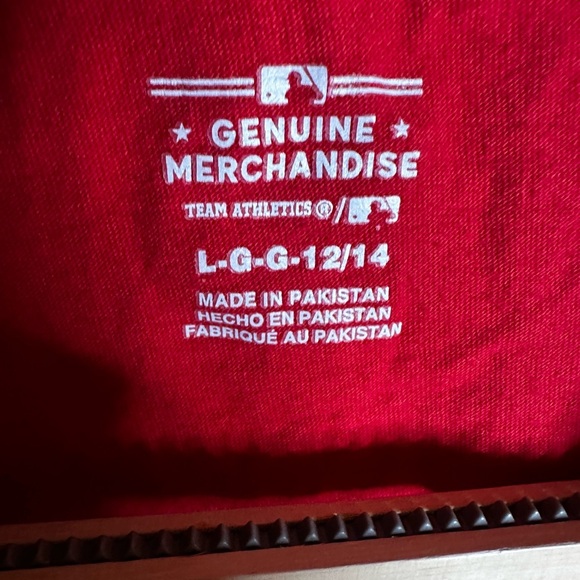 GENUINE
MERCHANDISE
TEAM ATHLETICS®/
L-G-G-12/14
MADE IN PAKISTAN
HECHO EN PAKISTAN
FABRIQUÉ AU PAKISTAN